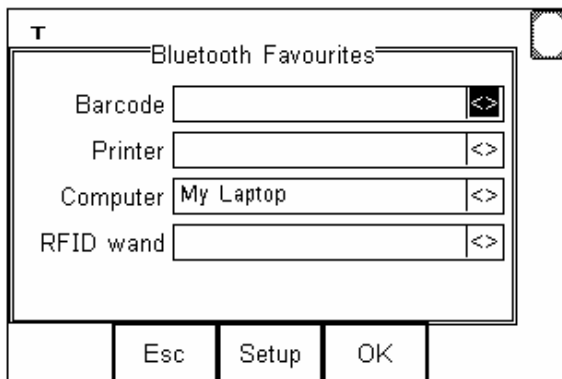 T
Bluetooth Favourites
Barcode <>
Printer <>
Computer My Laptop <>
RFID wand <>
Esc Setup OK